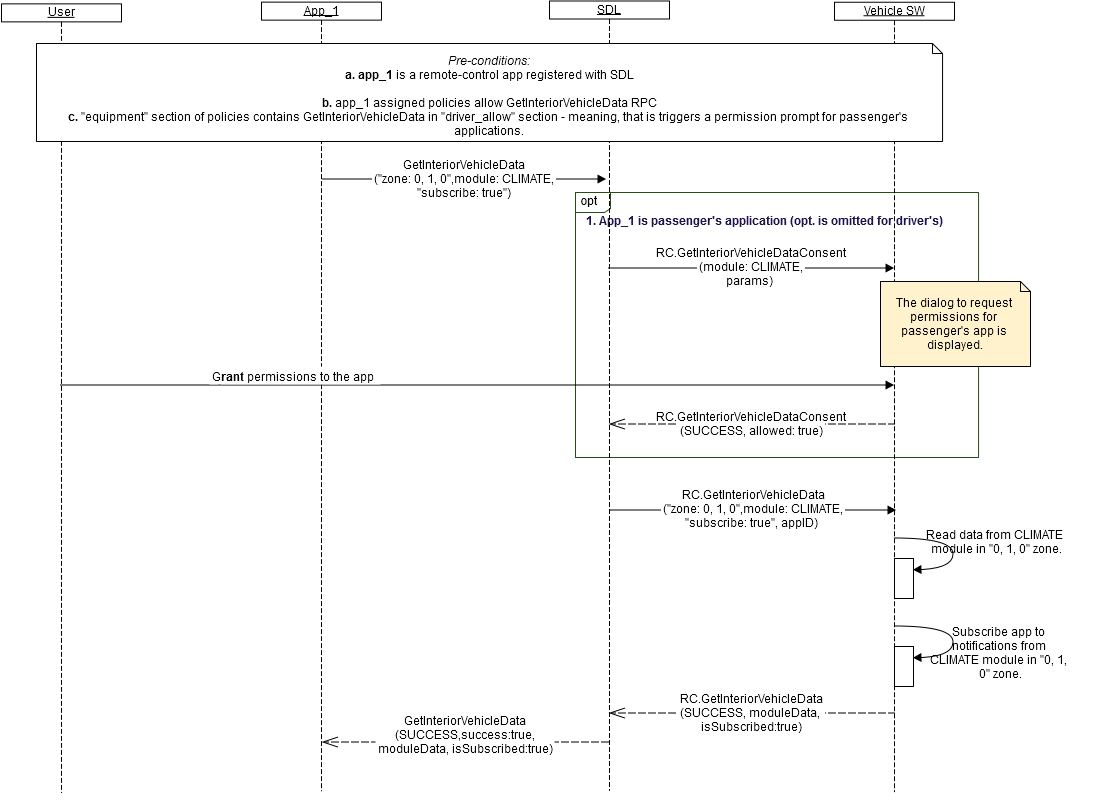 User
App_1
SDL
Vehicle SW
Pre-conditions:
a. app_1 is a remote-control app registered with SDL
b. app_1 assigned policies allow GetInteriorVehicleData RPC
c. "equipment" section of policies contains GetInteriorVehicleData in "driver_allow" section - meaning, that is triggers a permission prompt for passenger's
applications.
GetInteriorVehicleData
("zone: 0, 1, 0",module: CLIMATE,
"subscribe: true")
opt
1. App_1 is passenger's application (opt. is omitted for driver's)
RC.GetInteriorVehicleDataConsent
(module: CLIMATE,
params)
The dialog to request
permissions for
passenger's app is
displayed.
Grant permissions to the app
RC.GetInteriorVehicleDataConsent
(SUCCESS, allowed: true)
RC.GetInteriorVehicleData
("zone: 0, 1, 0",module: CLIMATE,
"subscribe: true", appID)
Read data from CLIMATE
module in "0, 1, 0" zone.
Subscribe app to
notifications from
CLIMATE module in "0, 1,
0" zone.
RC.GetInteriorVehicleData
(SUCCESS, moduleData,
isSubscribed:true)
GetInteriorVehicleData
(SUCCESS,success:true,
moduleData, isSubscribed:true)